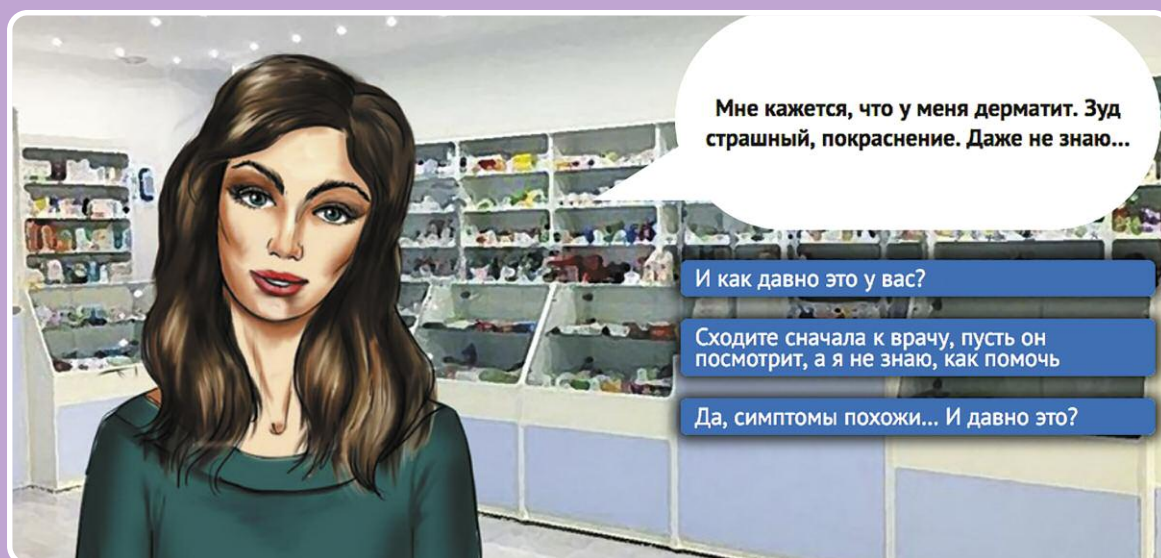 Мне кажется, что у меня дерматит. Зуд
страшный, покраснение. Даже не знаю...
И как давно это у вас?
Сходите сначала к врачу, пусть он
посмотрит, а я не знаю, как помочь
Да, симптомы похожи... И давно это?